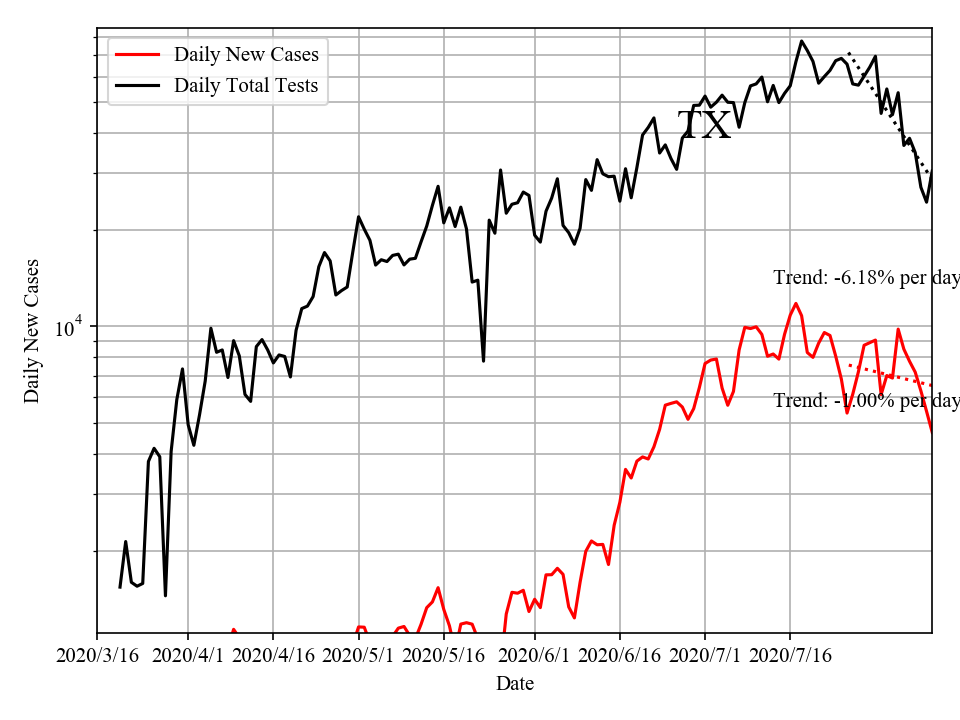 Daily New Cases
Daily Total Tests
TX
Trend: -6.18% per day
Trend: -1.00% per day
Daily New Cases
10^4
2020/3/16 2020/4/1 2020/4/16 2020/5/1 2020/5/16 2020/6/1 2020/6/16 2020/7/1 2020/7/16
Date